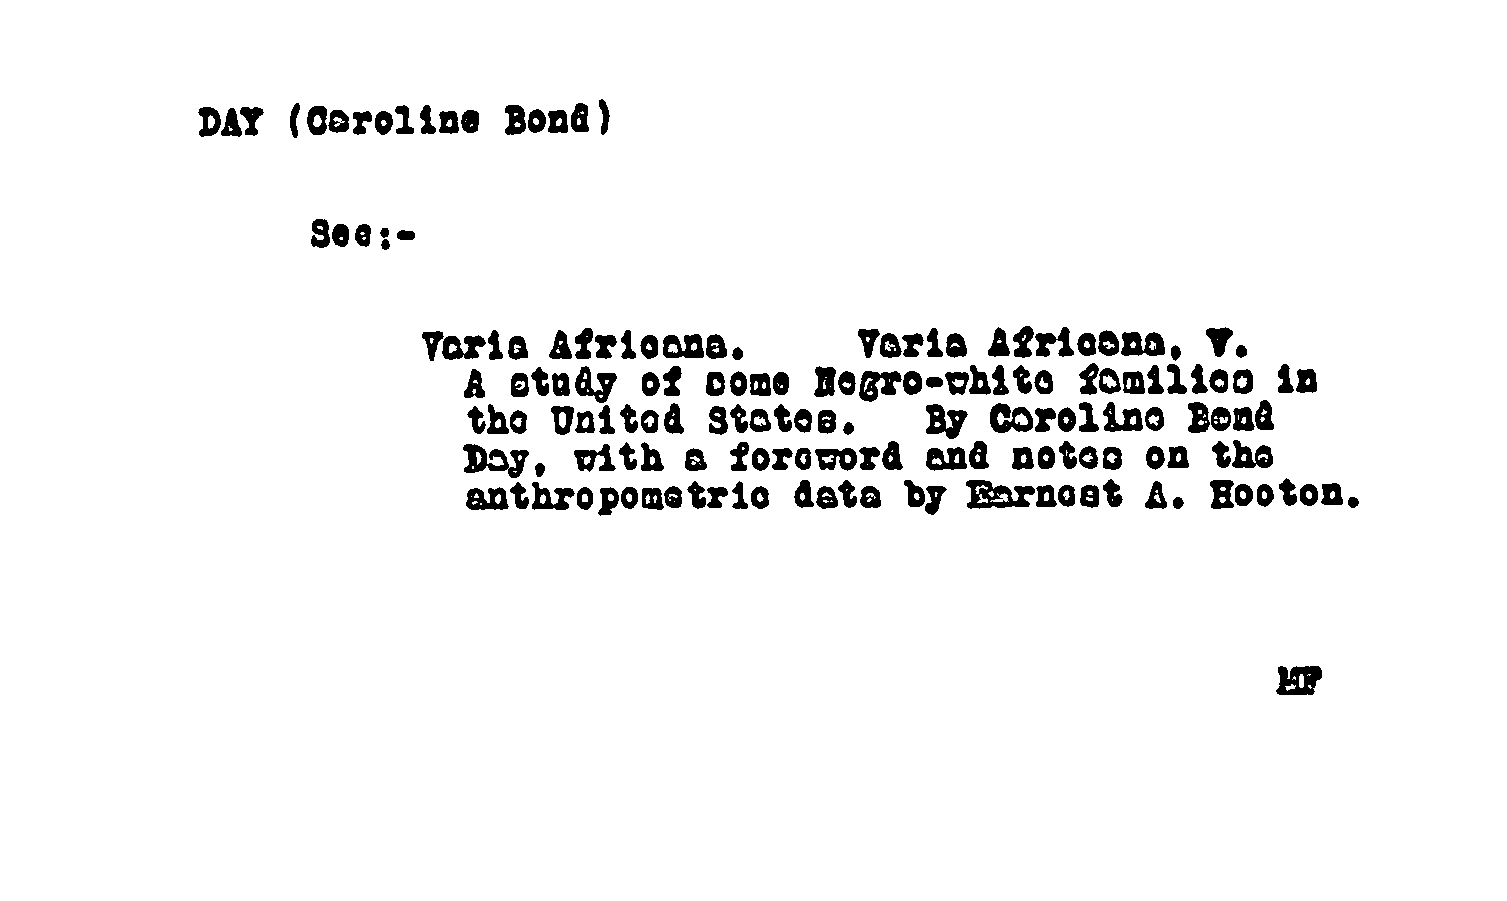 DAY (Caroline Bond)
See:-
Varia Africana. Varia Africana, V.
A study of some Negro-white families in
the United States. By Caroline Bond
Day, with a foreword and notes on the
anthropometric data by Earnest A. Hooton.